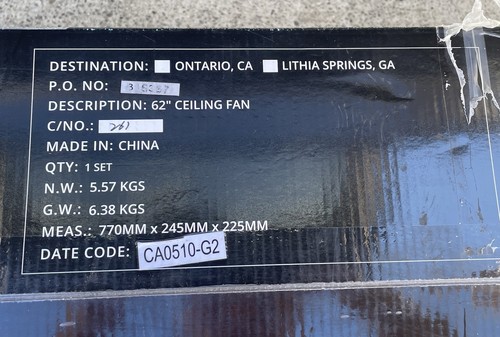 DESTINATION: ONTARIO, CA LITHIA SPRINGS, GA
P.O. NO:
DESCRIPTION: 62" CEILING FAN
C/NO.:
MADE IN: CHINA
QTY: 1 SET
N.W.: 5.57 KGS
G.W.: 6.38 KGS
MEAS.: 770MM x 245MM x 225MM
DATE CODE: CA0510-G2